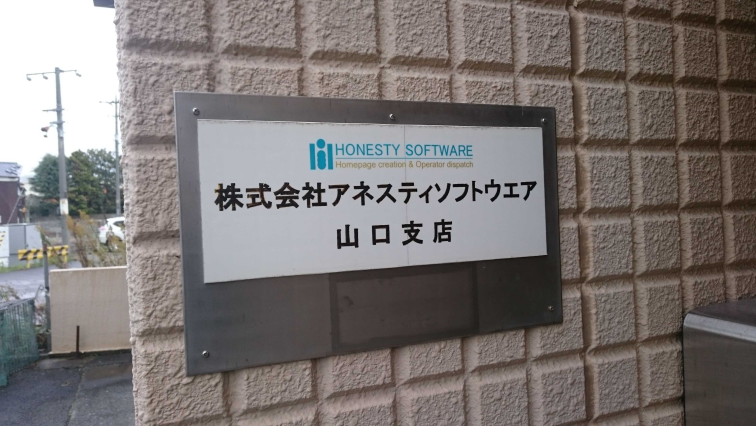 HONESTY SOFTWARE
Homepage creation & Operator dispatch
株式会社アネスティソフトウエア
山口支店